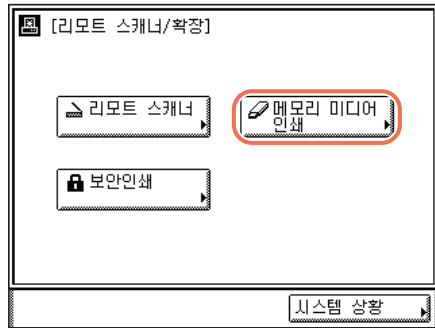 [리모트 스캐너/확장]
리모트 스캐너
메모리 미디어
인쇄
보안인쇄
시스템 상황